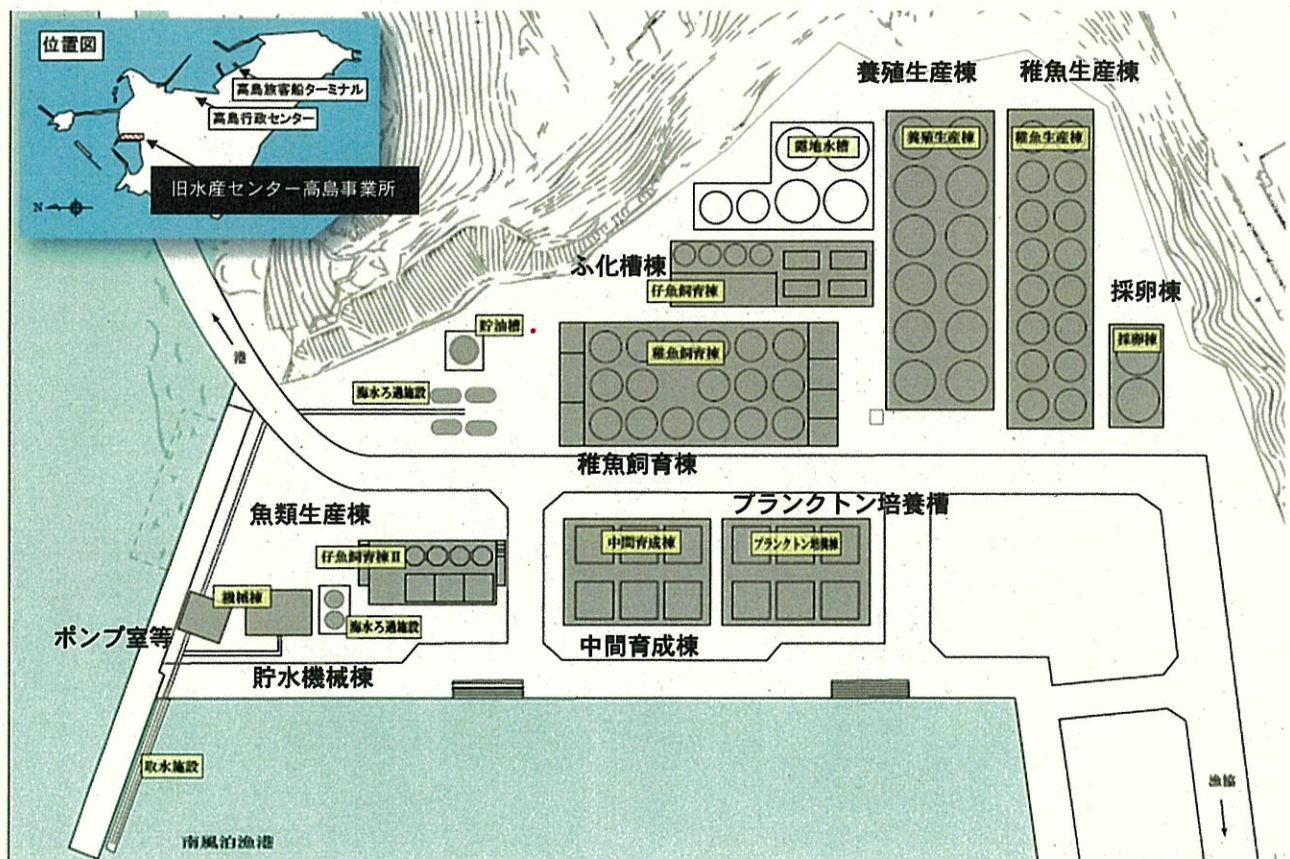 位置図
高島旅客船ターミナル
高島行政センター
旧水産センター高島事業所
N
養殖生産棟
稚魚生産棟
露地水槽
養殖生産棟
稚魚生産棟
ふ化槽棟
仔魚飼育棟
採卵棟
採卵棟
貯油槽
稚魚飼育棟
港
海水ろ過施設
稚魚飼育棟
魚類生産棟
プランクトン培養槽
仔魚飼育棟Ⅱ
中間育成棟
プランクトン培養棟
機械棟
海水ろ過施設
ポンプ室等
中間育成棟
貯水機械棟
取水施設
漁協
南風泊漁港